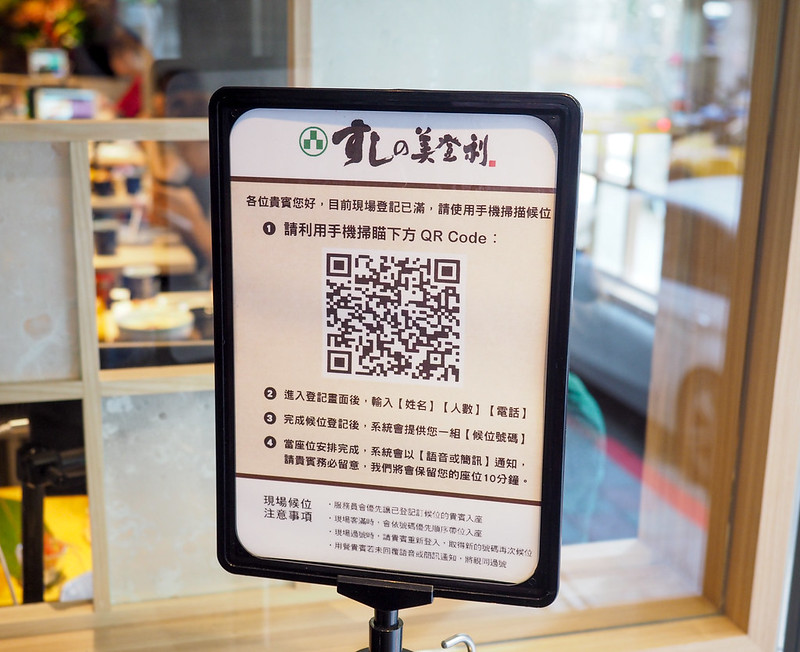 すしの美登利
各位貴賓您好，目前現場登記已滿，請使用手機掃描候位
❶ 請利用手機掃瞄下方 QR Code：
❷ 進入登記畫面後，輸入【姓名】【人數】【電話】
❸ 完成候位登記後，系統會提供您一組【候位號碼】
❹ 當座位安排完成，系統會以【語音或簡訊】通知，
請貴賓務必留意，我們將會保留您的座位10分鐘。
現場候位
注意事項
・服務員會優先讓已登記訂候位的貴賓入座
・現場客滿時，會依號碼優先順序帶位入座
・現場過號時，請貴賓重新登入，取得新的號碼再次候位
・用餐貴賓若未回覆語音或簡訊通知，將視同過號